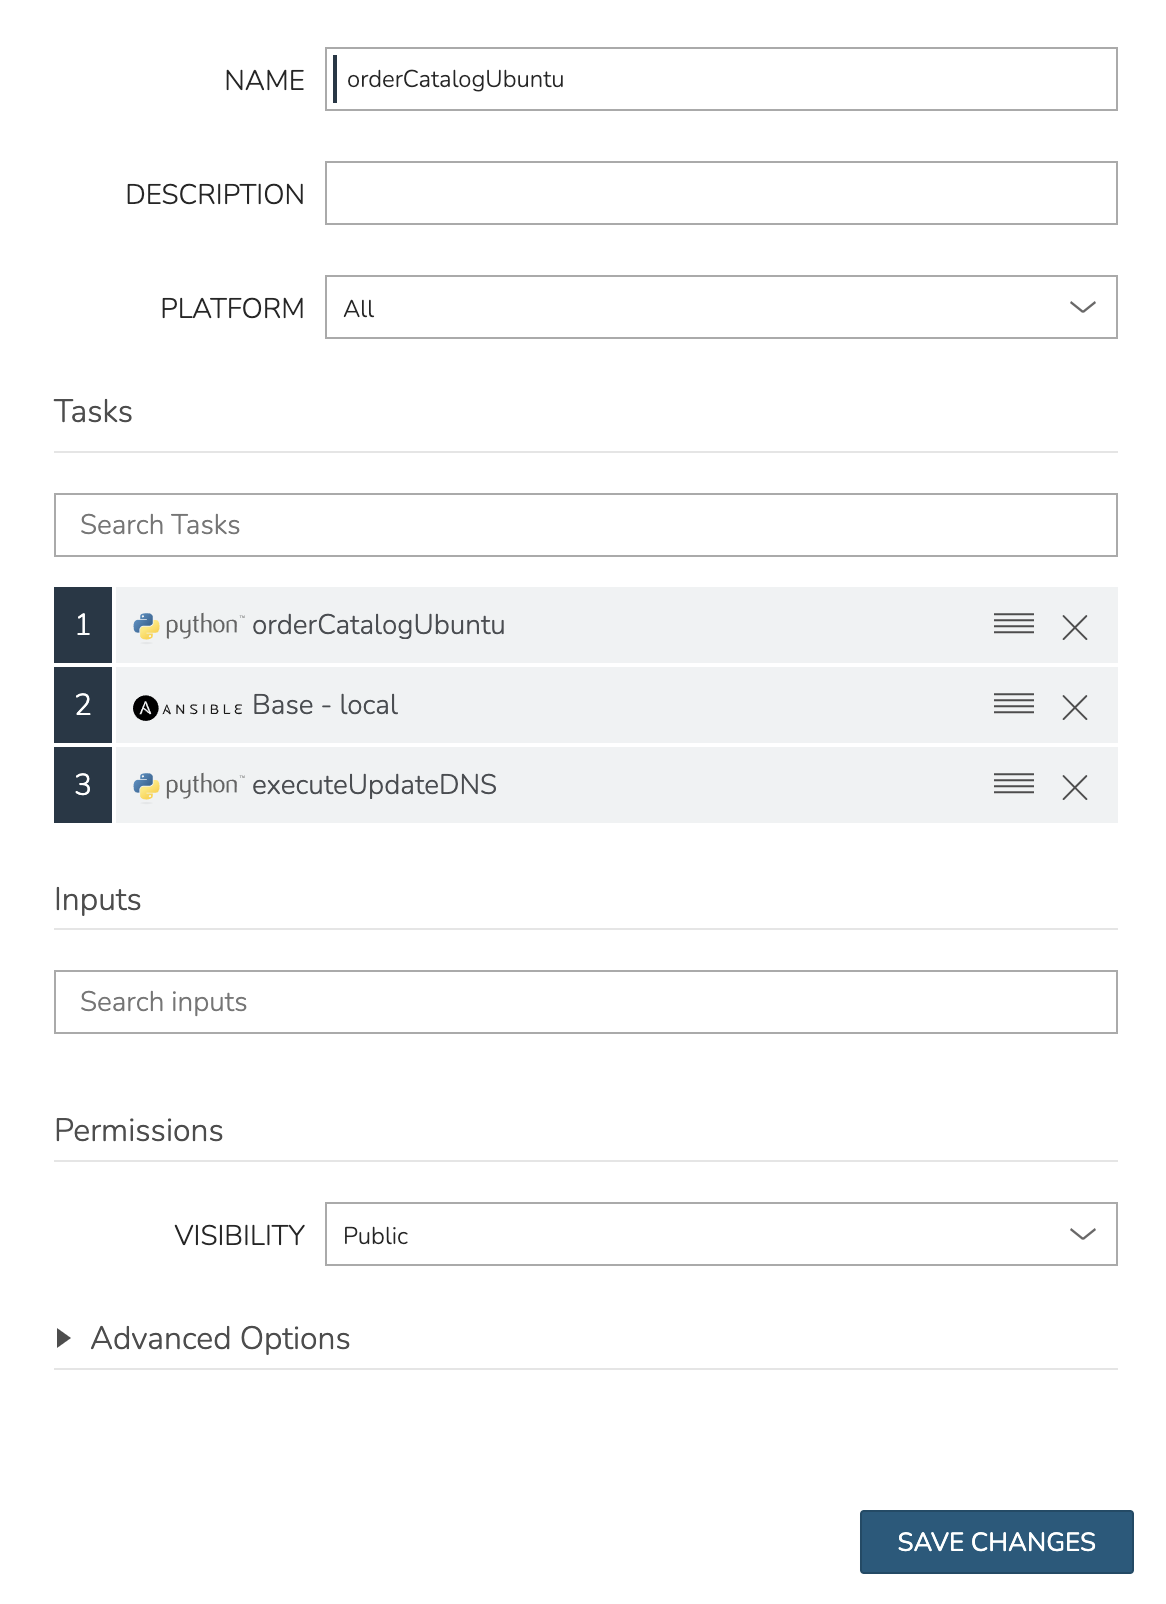 NAME orderCatalogUbuntu
DESCRIPTION
PLATFORM All
Tasks
Search Tasks
1 python™ orderCatalogUbuntu
2 A ANSIBLE Base - local
3 python™ executeUpdateDNS
Inputs
Search inputs
Permissions
VISIBILITY Public
Advanced Options
SAVE CHANGES